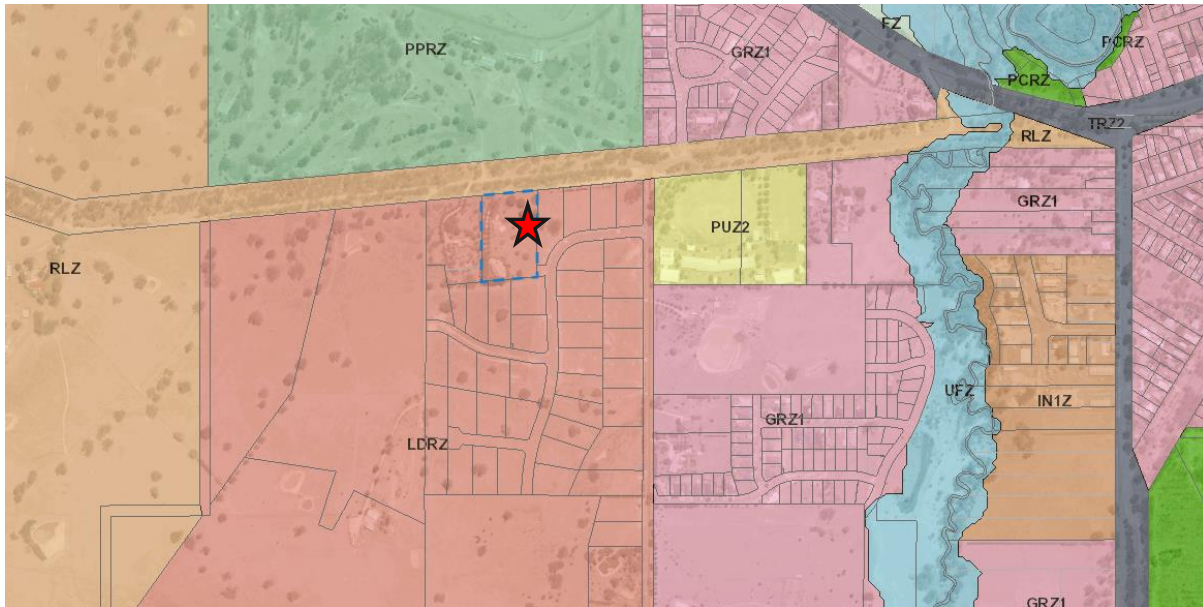 PPRZ
GRZ1
FZ
PCRZ
PCRZ
TRZ2
RLZ
GRZ1
PUZ2
RLZ
UFZ
IN1Z
GRZ1
LDRZ
GRZ1